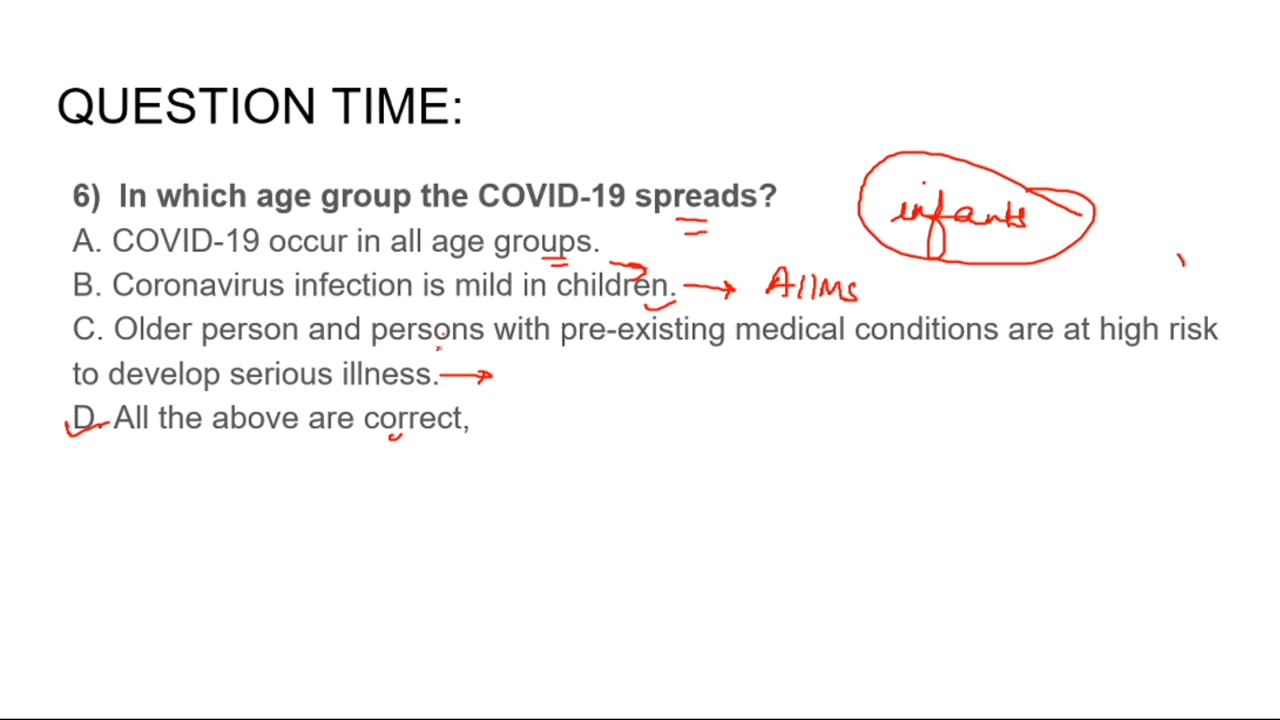 QUESTION TIME:
6) In which age group the COVID-19 spreads?
infants
A. COVID-19 occur in all age groups.
B. Coronavirus infection is mild in children. → AIIMS
C. Older person and persons with pre-existing medical conditions are at high risk
to develop serious illness. →
D. All the above are correct,